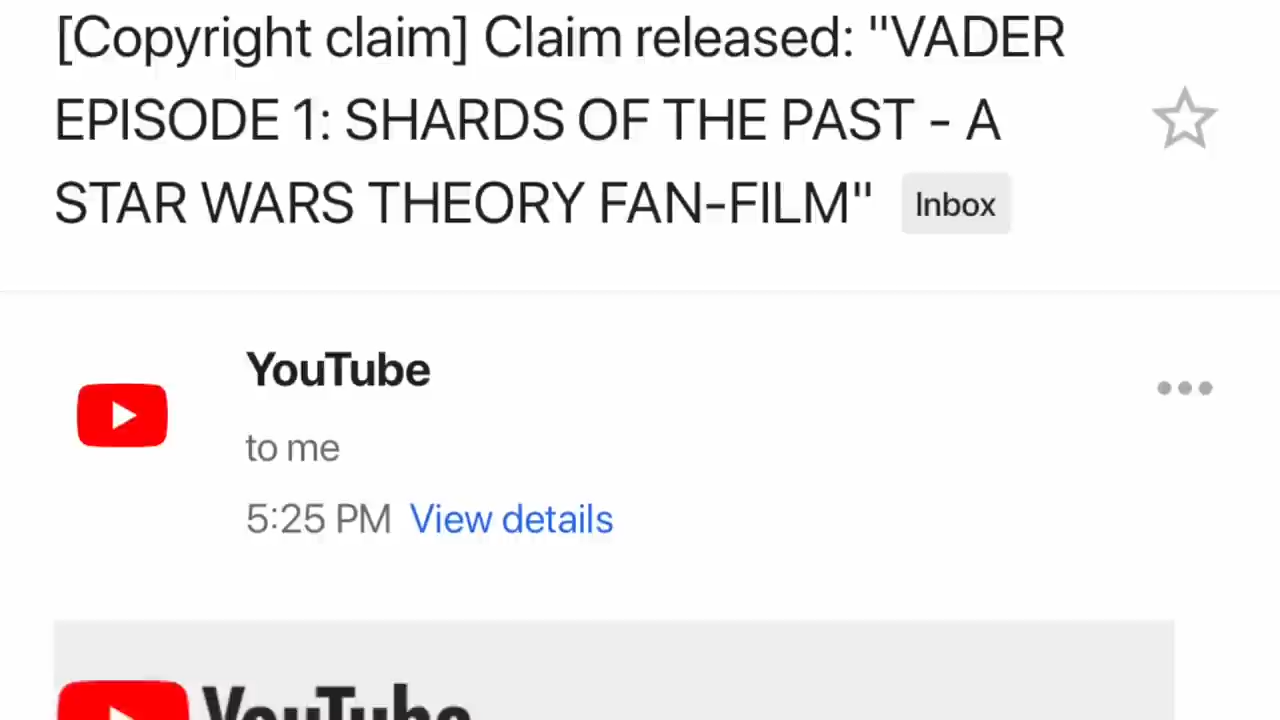 [Copyright claim] Claim released: "VADER
EPISODE 1: SHARDS OF THE PAST - A
STAR WARS THEORY FAN-FILM" Inbox
YouTube
to me
5:25 PM View details
YouTube